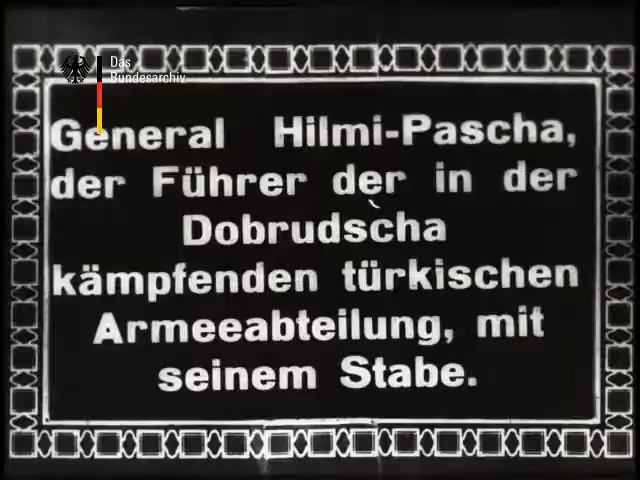 Das
Bundesarchiv
General Hilmi-Pascha,
der Führer der in der
Dobrudscha
kämpfenden türkischen
Armeeabteilung, mit
seinem Stabe.